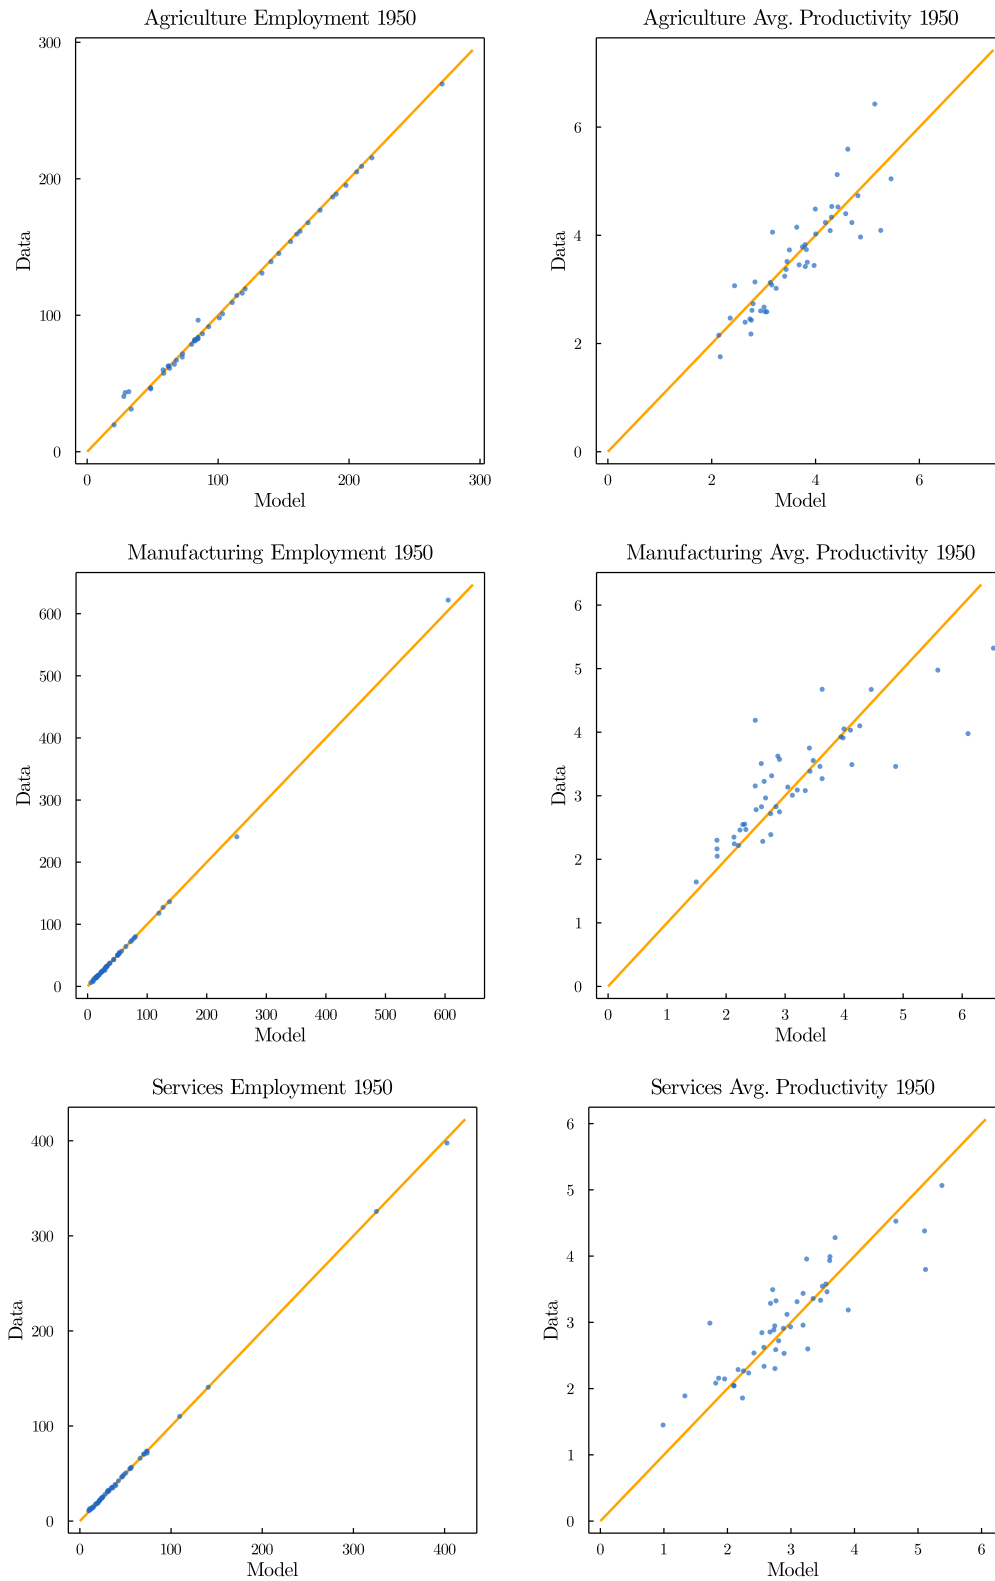 Agriculture Employment 1950
300
200
100
0
Data
0 100 200 300
Model
Agriculture Avg. Productivity 1950
6
4
2
0
Data
0 2 4 6
Model
Manufacturing Employment 1950
600
500
400
300
200
100
0
Data
0 100 200 300 400 500 600
Model
Manufacturing Avg. Productivity 1950
6
5
4
3
2
1
0
Data
0 1 2 3 4 5 6
Model
Services Employment 1950
400
300
200
100
0
Data
0 100 200 300 400
Model
Services Avg. Productivity 1950
6
5
4
3
2
1
0
Data
0 1 2 3 4 5 6
Model